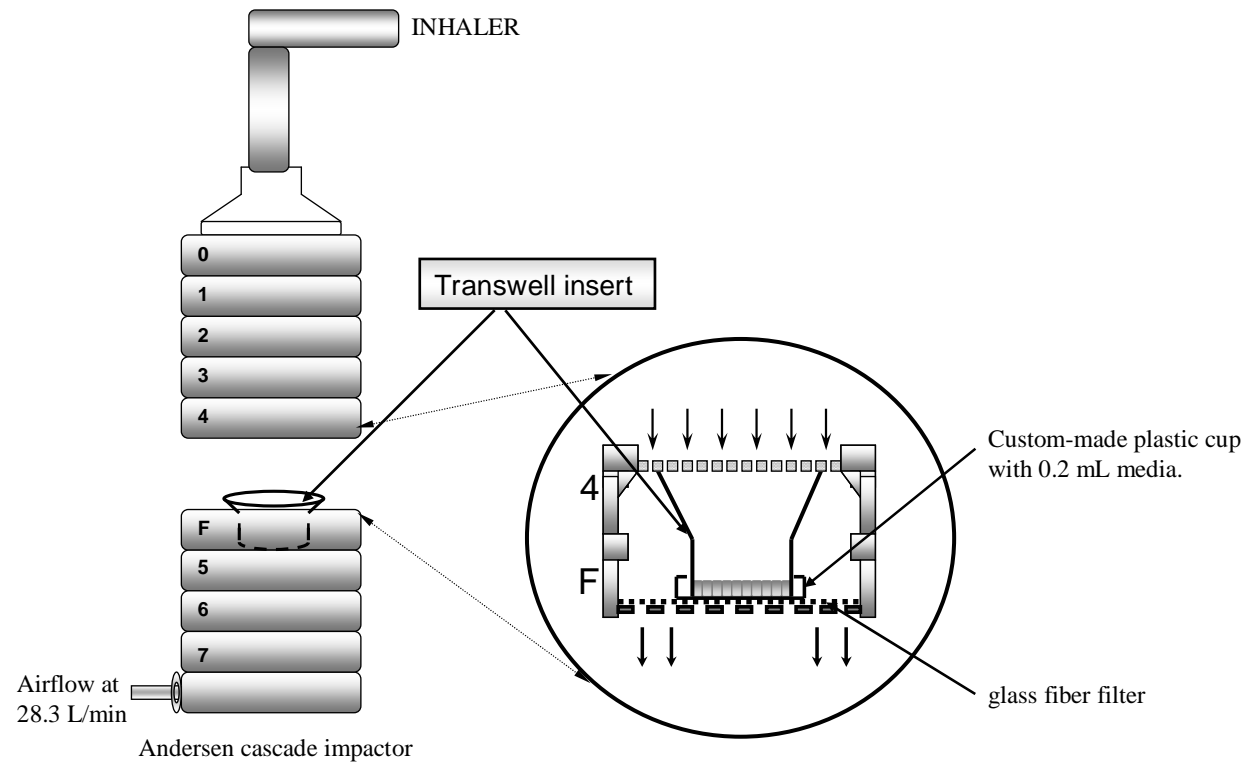 INHALER
0
1
2
3
4
Transwell insert
F
5
6
7
Airflow at
28.3 L/min
Andersen cascade impactor
4
F
Custom-made plastic cup
with 0.2 mL media.
glass fiber filter